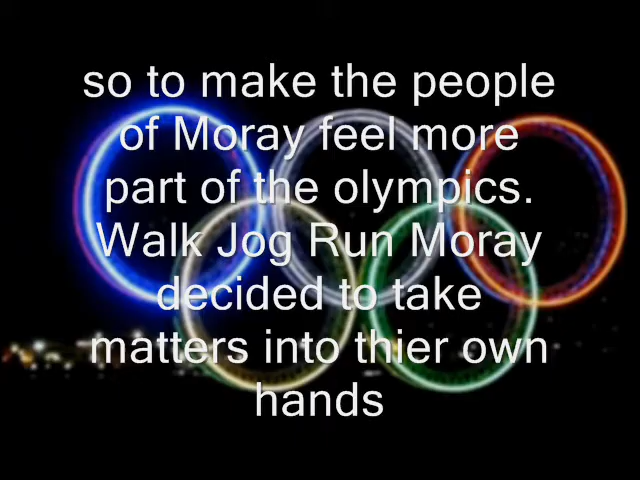 so to make the people
of Moray feel more
part of the olympics.
Walk Jog Run Moray
decided to take
matters into thier own
hands